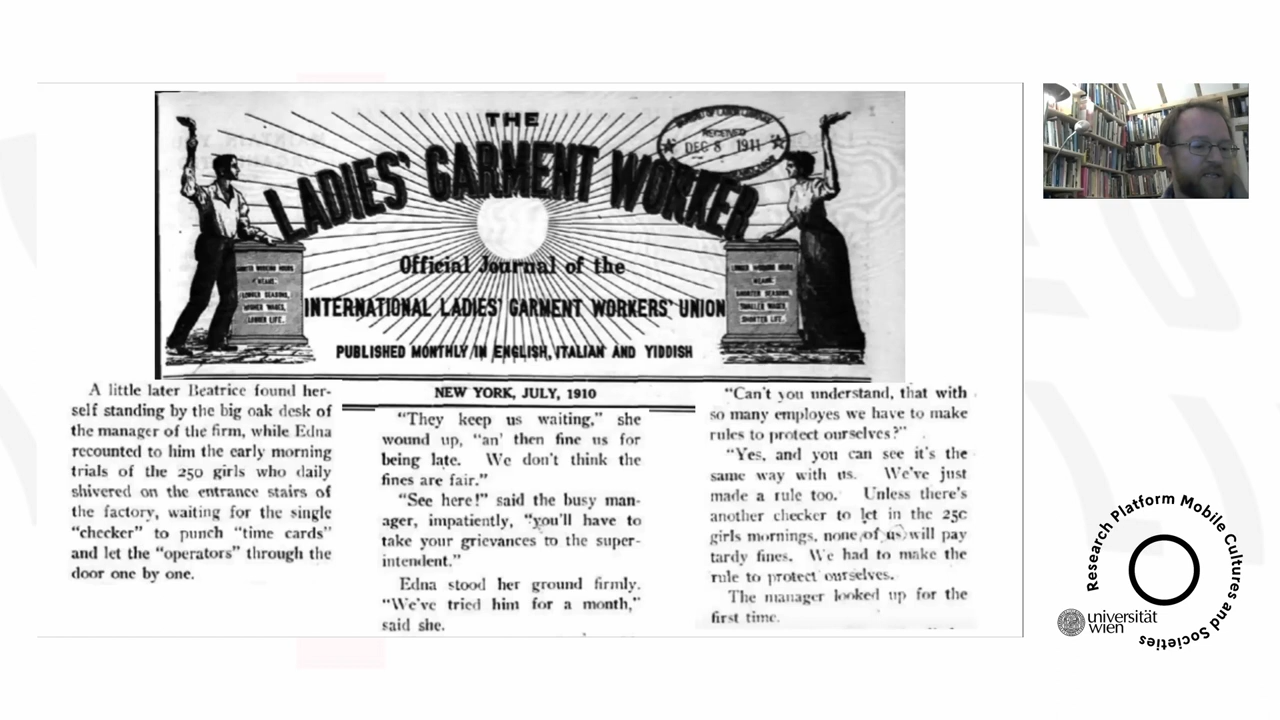 THE
LADIES' GARMENT WORKER
RECEIVED
DEC 8 1911
Official Journal of the
INTERNATIONAL LADIES' GARMENT WORKERS' UNION
PUBLISHED MONTHLY IN ENGLISH, ITALIAN AND YIDDISH
NEW YORK, JULY, 1910
A little later Beatrice found her-
self standing by the big oak desk of
the manager of the firm, while Edna
recounted to him the early morning
trials of the 250 girls who daily
shivered on the entrance stairs of
the factory, waiting for the single
"checker" to punch "time cards"
and let the "operators" through the
door one by one.
"They keep us waiting," she
wound up, "an' then fine us for
being late. We don't think the
fines are fair."
"See here!" said the busy man-
ager, impatiently, "you'll have to
take your grievances to the super-
intendent."
Edna stood her ground firmly.
"We've tried him for a month,"
said she.
"Can't you understand, that with
so many employes we have to make
rules to protect ourselves?"
"Yes, and you can see it's the
same way with us. We've just
made a rule too. Unless there's
another checker to let in the 250
girls mornings, none of us will pay
tardy fines. We had to make the
rule to protect ourselves.
The manager looked up for the
first time.
Research Platform Mobile Cultures and Societies
universität
wien